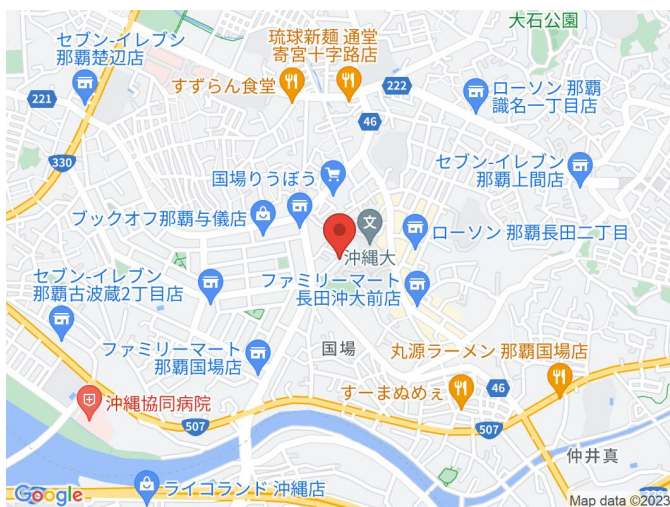 大石公園
セブン-イレブン
那覇楚辺店
琉球新麺 通堂
寄宮十字路店
すずらん食堂
222
221
ローソン 那覇
識名一丁目店
46
330
セブン-イレブン
那覇上間店
国場りうぼう
ブックオフ那覇与儀店
沖縄大
ローソン 那覇長田二丁目
セブン-イレブン
那覇古波蔵2丁目店
ファミリーマート
長田沖大前店
ファミリーマート
那覇国場店
国場
丸源ラーメン 那覇国場店
すーまぬめぇ
46
沖縄協同病院
507
507
仲井真
ライコランド 沖縄店
Google
Map data ©2023